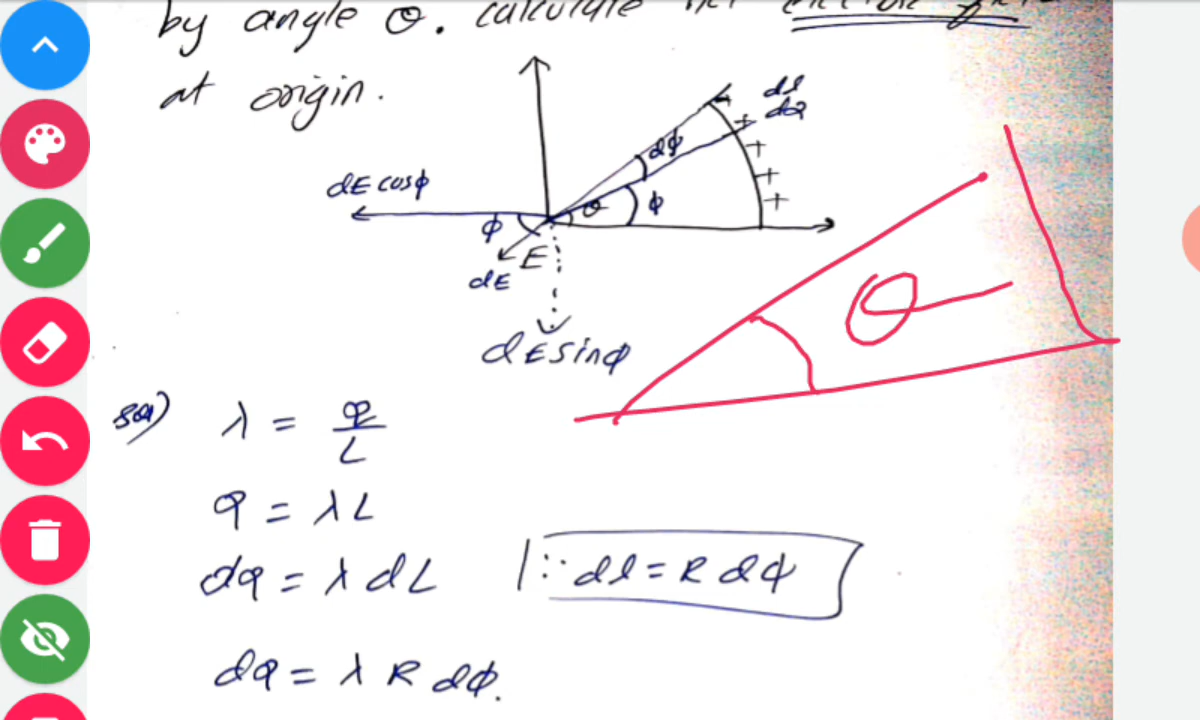 by angle θ. calculate
at origin.
dl
dq
dφ
+
+
+
+
dE cosφ
θ
φ
φ
E
dE
dE sinφ
θ
sol) λ = q/L
q = λL
dq = λ dL |∵ dl = R dφ
dq = λ R dφ.